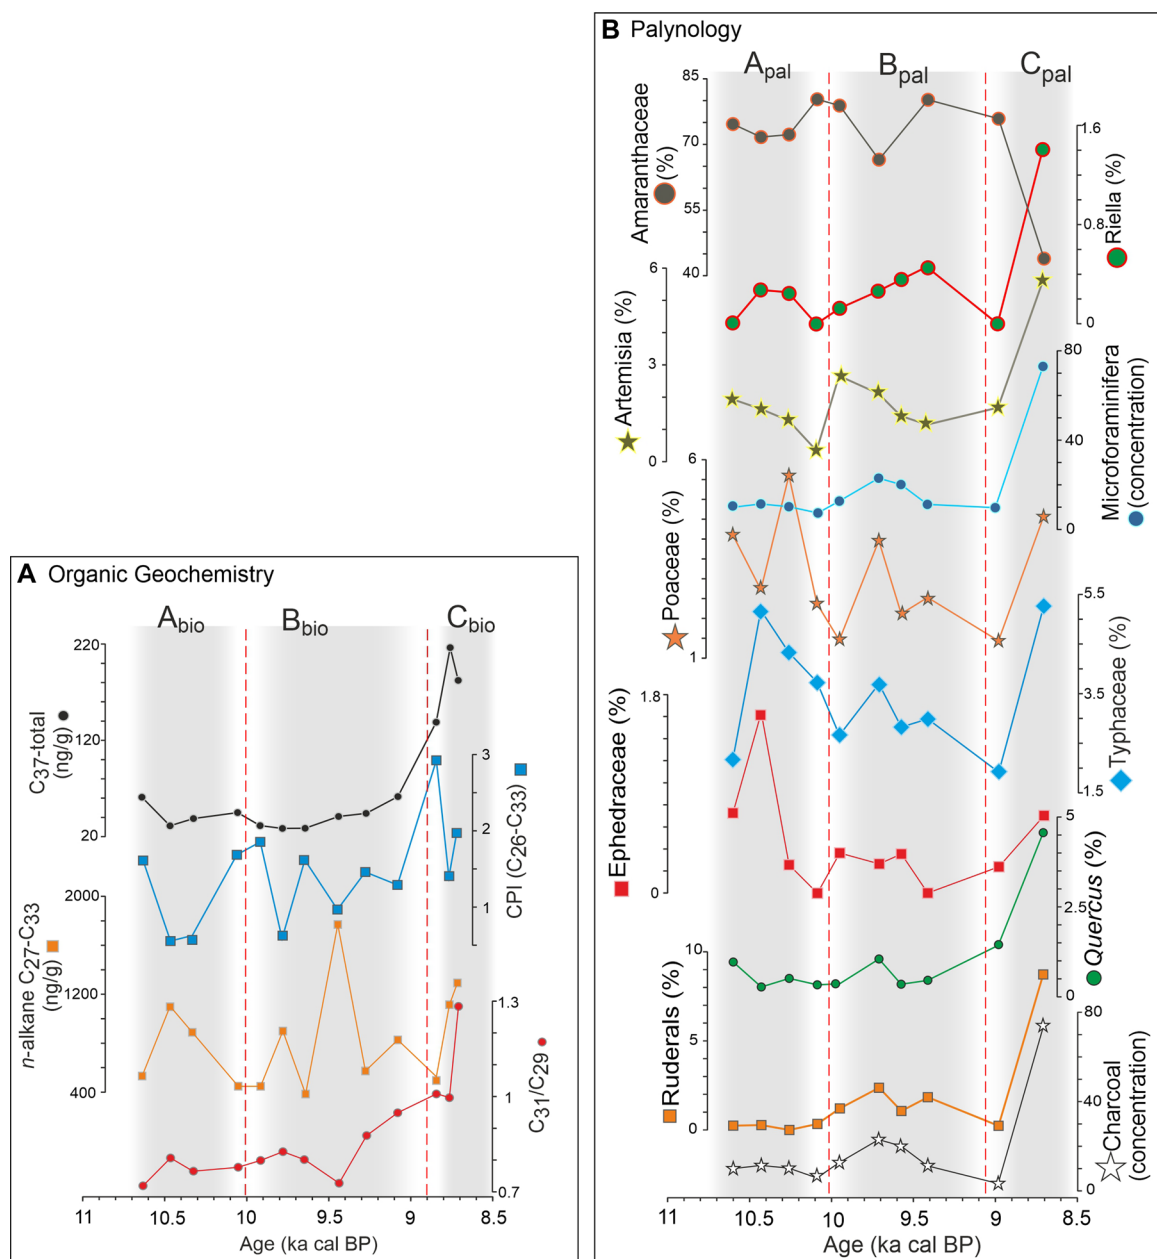 B Palynology
Apal
Bpal
Cpal
85
70
55
40
Amaranthaceae
(%)
1.6
0.8
0
Riella (%)
6
3
0
Artemisia (%)
80
40
0
Microforaminifera
(concentration)
6
1
Poaceae (%)
5.5
3.5
1.5
Typhaceae (%)
1.8
0
Ephedraceae (%)
5
2.5
0
Quercus (%)
10
5
0
Ruderals (%)
80
40
0
Charcoal
(concentration)
11
10.5
10
9.5
9
8.5
Age (ka cal BP)
A Organic Geochemistry
Abio
Bbio
Cbio
220
120
20
C37-total
(ng/g)
3
2
1
CPI (C26-C33)
2000
1200
400
n-alkane C27-C33
(ng/g)
1.3
1
0.7
C31/C29
11
10.5
10
9.5
9
8.5
Age (ka cal BP)